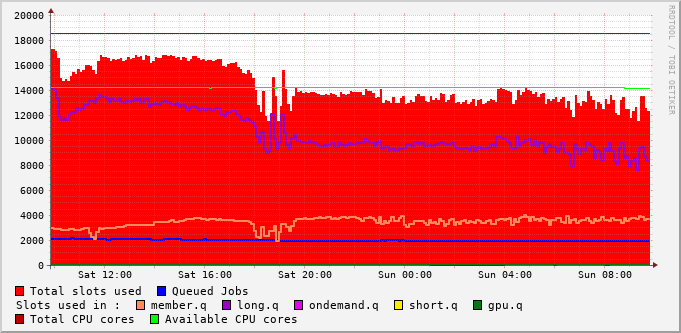 20000
18000
16000
14000
12000
10000
8000
6000
4000
2000
0
Sat 12:00 Sat 16:00 Sat 20:00 Sun 00:00 Sun 04:00 Sun 08:00
RRDTOOL / TOBI OETIKER
Total slots used Queued Jobs
Slots used in : member.q long.q ondemand.q short.q gpu.q
Total CPU cores Available CPU cores